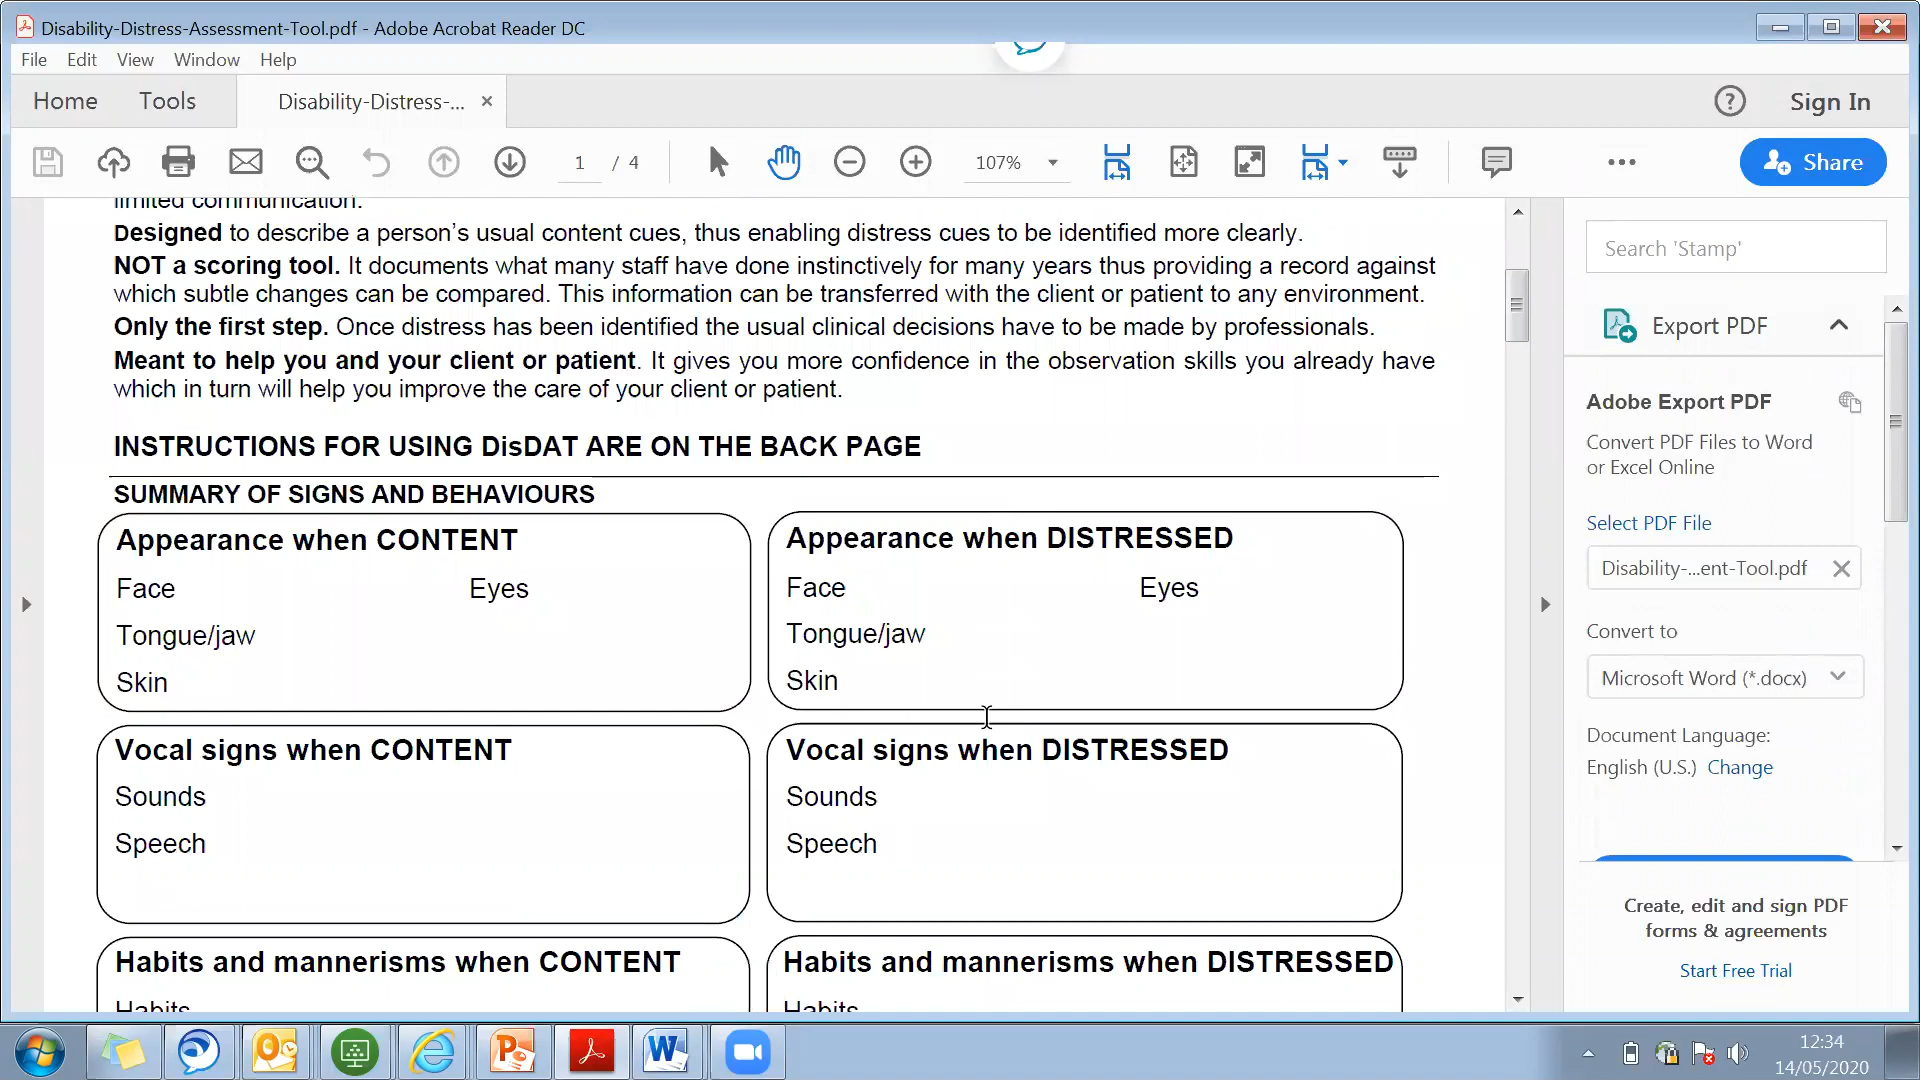 Disability-Distress-Assessment-Tool.pdf - Adobe Acrobat Reader DC
File Edit View Window Help
Home Tools Disability-Distress-... × Sign In
1 / 4 107% Share
limited communication.
Designed to describe a person's usual content cues, thus enabling distress cues to be identified more clearly.
NOT a scoring tool. It documents what many staff have done instinctively for many years thus providing a record against
which subtle changes can be compared. This information can be transferred with the client or patient to any environment.
Only the first step. Once distress has been identified the usual clinical decisions have to be made by professionals.
Meant to help you and your client or patient. It gives you more confidence in the observation skills you already have
which in turn will help you improve the care of your client or patient.
INSTRUCTIONS FOR USING DisDAT ARE ON THE BACK PAGE
SUMMARY OF SIGNS AND BEHAVIOURS
Appearance when CONTENT
Face Eyes
Tongue/jaw
Skin
Appearance when DISTRESSED
Face Eyes
Tongue/jaw
Skin
Vocal signs when CONTENT
Sounds
Speech
Vocal signs when DISTRESSED
Sounds
Speech
Habits and mannerisms when CONTENT
Habits
Habits and mannerisms when DISTRESSED
Habits
Search 'Stamp'
Export PDF
Adobe Export PDF
Convert PDF Files to Word
or Excel Online
Select PDF File
Disability-...ent-Tool.pdf
Convert to
Microsoft Word (*.docx)
Document Language:
English (U.S.) Change
Create, edit and sign PDF
forms & agreements
Start Free Trial
12:34
14/05/2020